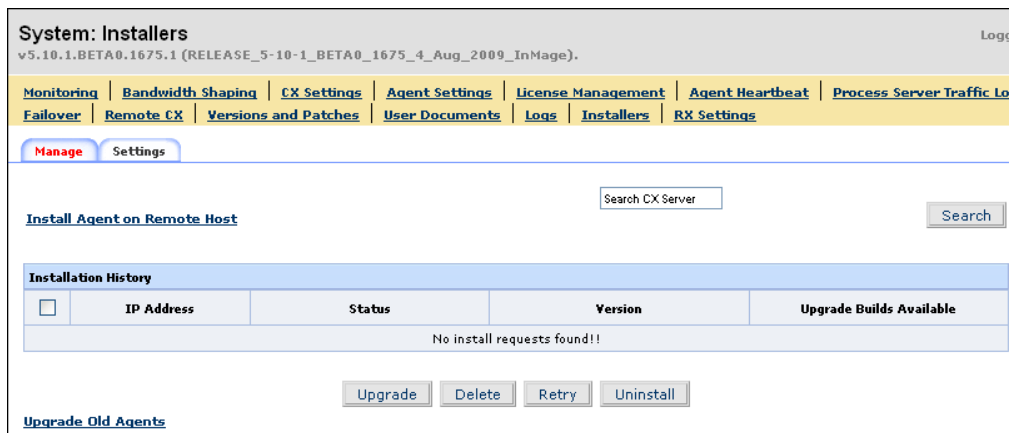 System: Installers
Logg
v5.10.1.BETA0.1675.1 (RELEASE_5-10-1_BETA0_1675_4_Aug_2009_InMage).
Monitoring | Bandwidth Shaping | CX Settings | Agent Settings | License Management | Agent Heartbeat | Process Server Traffic Lo
Failover | Remote CX | Versions and Patches | User Documents | Logs | Installers | RX Settings
Manage Settings
Search CX Server
Install Agent on Remote Host
Search
Installation History
IP Address Status Version Upgrade Builds Available
No install requests found!!
Upgrade Delete Retry Uninstall
Upgrade Old Agents